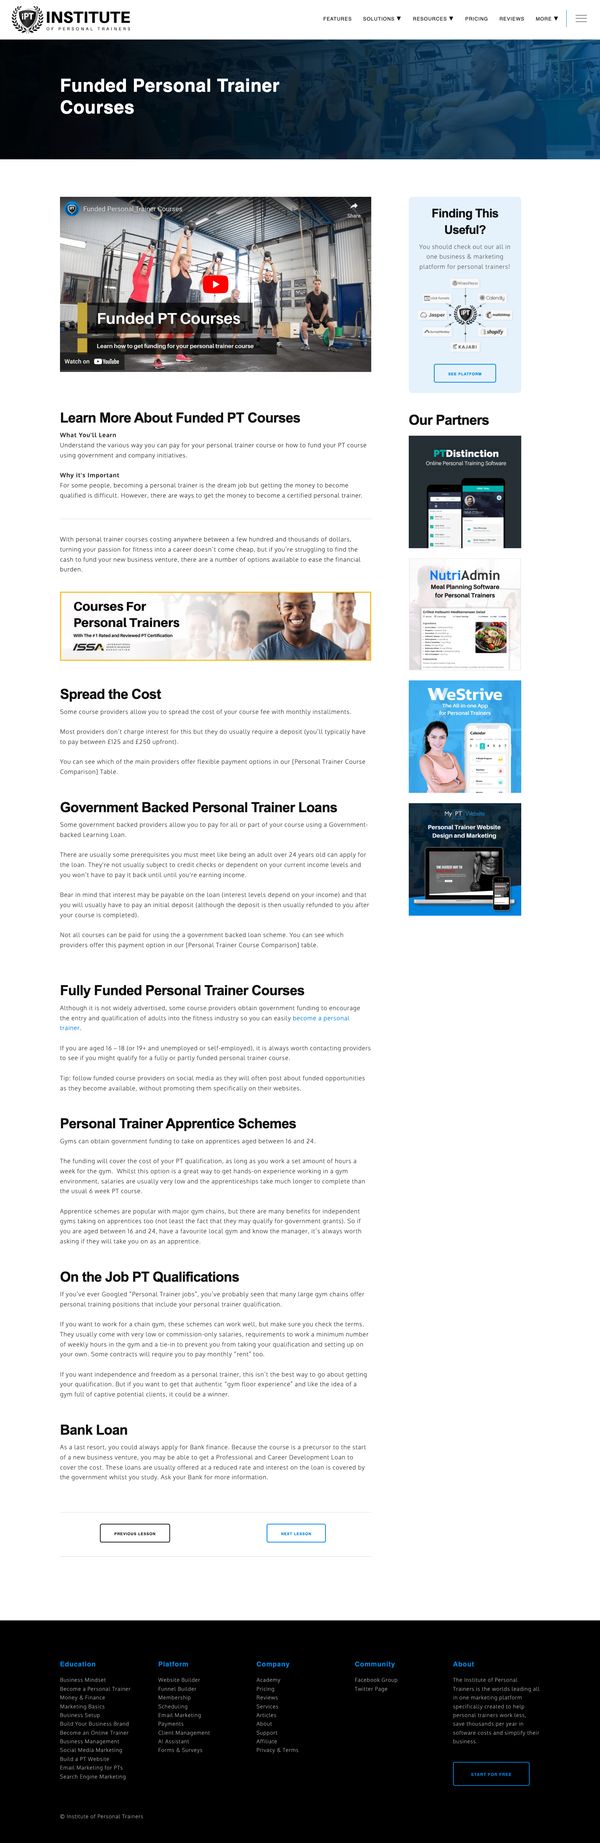 IPT INSTITUTE
OF PERSONAL TRAINERS
FEATURES SOLUTIONS ▼ RESOURCES ▼ PRICING REVIEWS MORE ▼
Funded Personal Trainer
Courses
Funded Personal Trainer Courses
Share
Funded PT Courses
Learn how to get funding for your personal trainer course
Watch on YouTube
Finding This
Useful?
You should check out our all in
one business & marketing
platform for personal trainers!
WordPress
click funnels
Calendly
Jasper
IPT
mailchimp
shopify
KAJABI
SEE PLATFORM
Learn More About Funded PT Courses
What You'll Learn
Understand the various way you can pay for your personal trainer course or how to fund your PT course
using government and company initiatives.
Why it's Important
For some people, becoming a personal trainer is the dream job but getting the money to become
qualified is difficult. However, there are ways to get the money to become a certified personal trainer.
With personal trainer courses costing anywhere between a few hundred and thousands of dollars,
turning your passion for fitness into a career doesn't come cheap, but if you're struggling to find the
cash to fund your new business venture, there are a number of options available to ease the financial
burden.
Courses For
Personal Trainers
With The #1 Rated and Reviewed PT Certification
ISSA INTERNATIONAL SPORTS SCIENCES ASSOCIATION
Our Partners
PTDistinction
Online Personal Training Software
NutriAdmin
Meal Planning Software
for Personal Trainers
Grilled Halloumi Mediterranean Salad
WeStrive
The All-in-one App
for Personal Trainers
Calendar
My PT Website
Personal Trainer Website
Design and Marketing
Spread the Cost
Some course providers allow you to spread the cost of your course fee with monthly installments.
Most providers don't charge interest for this but they do usually require a deposit (you'll typically have
to pay between £125 and £250 upfront).
You can see which of the main providers offer flexible payment options in our [Personal Trainer Course
Comparison] Table.
Government Backed Personal Trainer Loans
Some government backed providers allow you to pay for all or part of your course using a Government-
backed Learning Loan.
There are usually some prerequisites you must meet like being an adult over 24 years old can apply for
the loan. They're not usually subject to credit checks or dependent on your current income levels and
you won't have to pay it back until until you're earning income.
Bear in mind that interest may be payable on the loan (interest levels depend on your income) and that
you will usually have to pay an initial deposit (although the deposit is then usually refunded to you after
your course is completed).
Not all courses can be paid for using the a government backed loan scheme. You can see which
providers offer this payment option in our [Personal Trainer Course Comparison] table.
Fully Funded Personal Trainer Courses
Although it is not widely advertised, some course providers obtain government funding to encourage
the entry and qualification of adults into the fitness industry so you can easily become a personal
trainer.
If you are aged 16 – 18 (or 19+ and unemployed or self-employed), it is always worth contacting providers
to see if you might qualify for a fully or partly funded personal trainer course.
Tip: follow funded course providers on social media as they will often post about funded opportunities
as they become available, without promoting them specifically on their websites.
Personal Trainer Apprentice Schemes
Gyms can obtain government funding to take on apprentices aged between 16 and 24.
The funding will cover the cost of your PT qualification, as long as you work a set amount of hours a
week for the gym. Whilst this option is a great way to get hands-on experience working in a gym
environment, salaries are usually very low and the apprenticeships take much longer to complete than
the usual 6 week PT course.
Apprentice schemes are popular with major gym chains, but there are many benefits for independent
gyms taking on apprentices too (not least the fact that they may qualify for government grants). So if
you are aged between 16 and 24, have a favourite local gym and know the manager, it's always worth
asking if they will take you on as an apprentice.
On the Job PT Qualifications
If you've ever Googled "Personal Trainer jobs", you've probably seen that many large gym chains offer
personal training positions that include your personal trainer qualification.
If you want to work for a chain gym, these schemes can work well, but make sure you check the terms.
They usually come with very low or commission-only salaries, requirements to work a minimum number
of weekly hours in the gym and a tie-in to prevent you from taking your qualification and setting up on
your own. Some contracts will require you to pay monthly "rent" too.
If you want independence and freedom as a personal trainer, this isn't the best way to go about getting
your qualification. But if you want to get that authentic "gym floor experience" and like the idea of a
gym full of captive potential clients, it could be a winner.
Bank Loan
As a last resort, you could always apply for Bank finance. Because the course is a precursor to the start
of a new business venture, you may be able to get a Professional and Career Development Loan to
cover the cost. These loans are usually offered at a reduced rate and interest on the loan is covered by
the government whilst you study. Ask your Bank for more information.
PREVIOUS LESSON
NEXT LESSON
Education
Business Mindset
Become a Personal Trainer
Money & Finance
Marketing Basics
Business Setup
Build Your Business Brand
Become an Online Trainer
Business Management
Social Media Marketing
Build a PT Website
Email Marketing for PTs
Search Engine Marketing
Platform
Website Builder
Funnel Builder
Membership
Scheduling
Email Marketing
Payments
Client Management
AI Assistant
Forms & Surveys
Company
Academy
Pricing
Reviews
Services
Articles
About
Support
Affiliate
Privacy & Terms
Community
Facebook Group
Twitter Page
About
The Institute of Personal
Trainers is the worlds leading all
in one marketing platform
specifically created to help
personal trainers work less,
save thousands per year in
software costs and simplify their
business.
START FOR FREE
© Institute of Personal Trainers